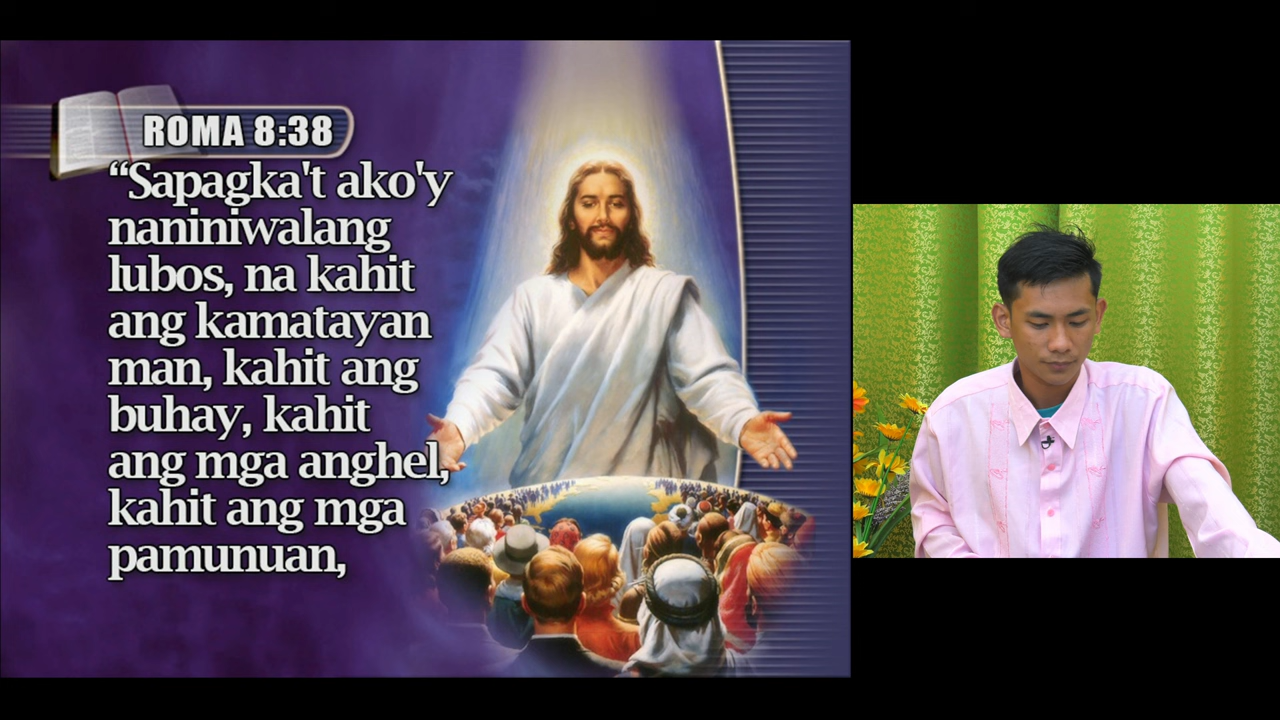 ROMA 8:38
“Sapagka't ako'y
naniniwalang
lubos, na kahit
ang kamatayan
man, kahit ang
buhay, kahit
ang mga anghel,
kahit ang mga
pamunuan,